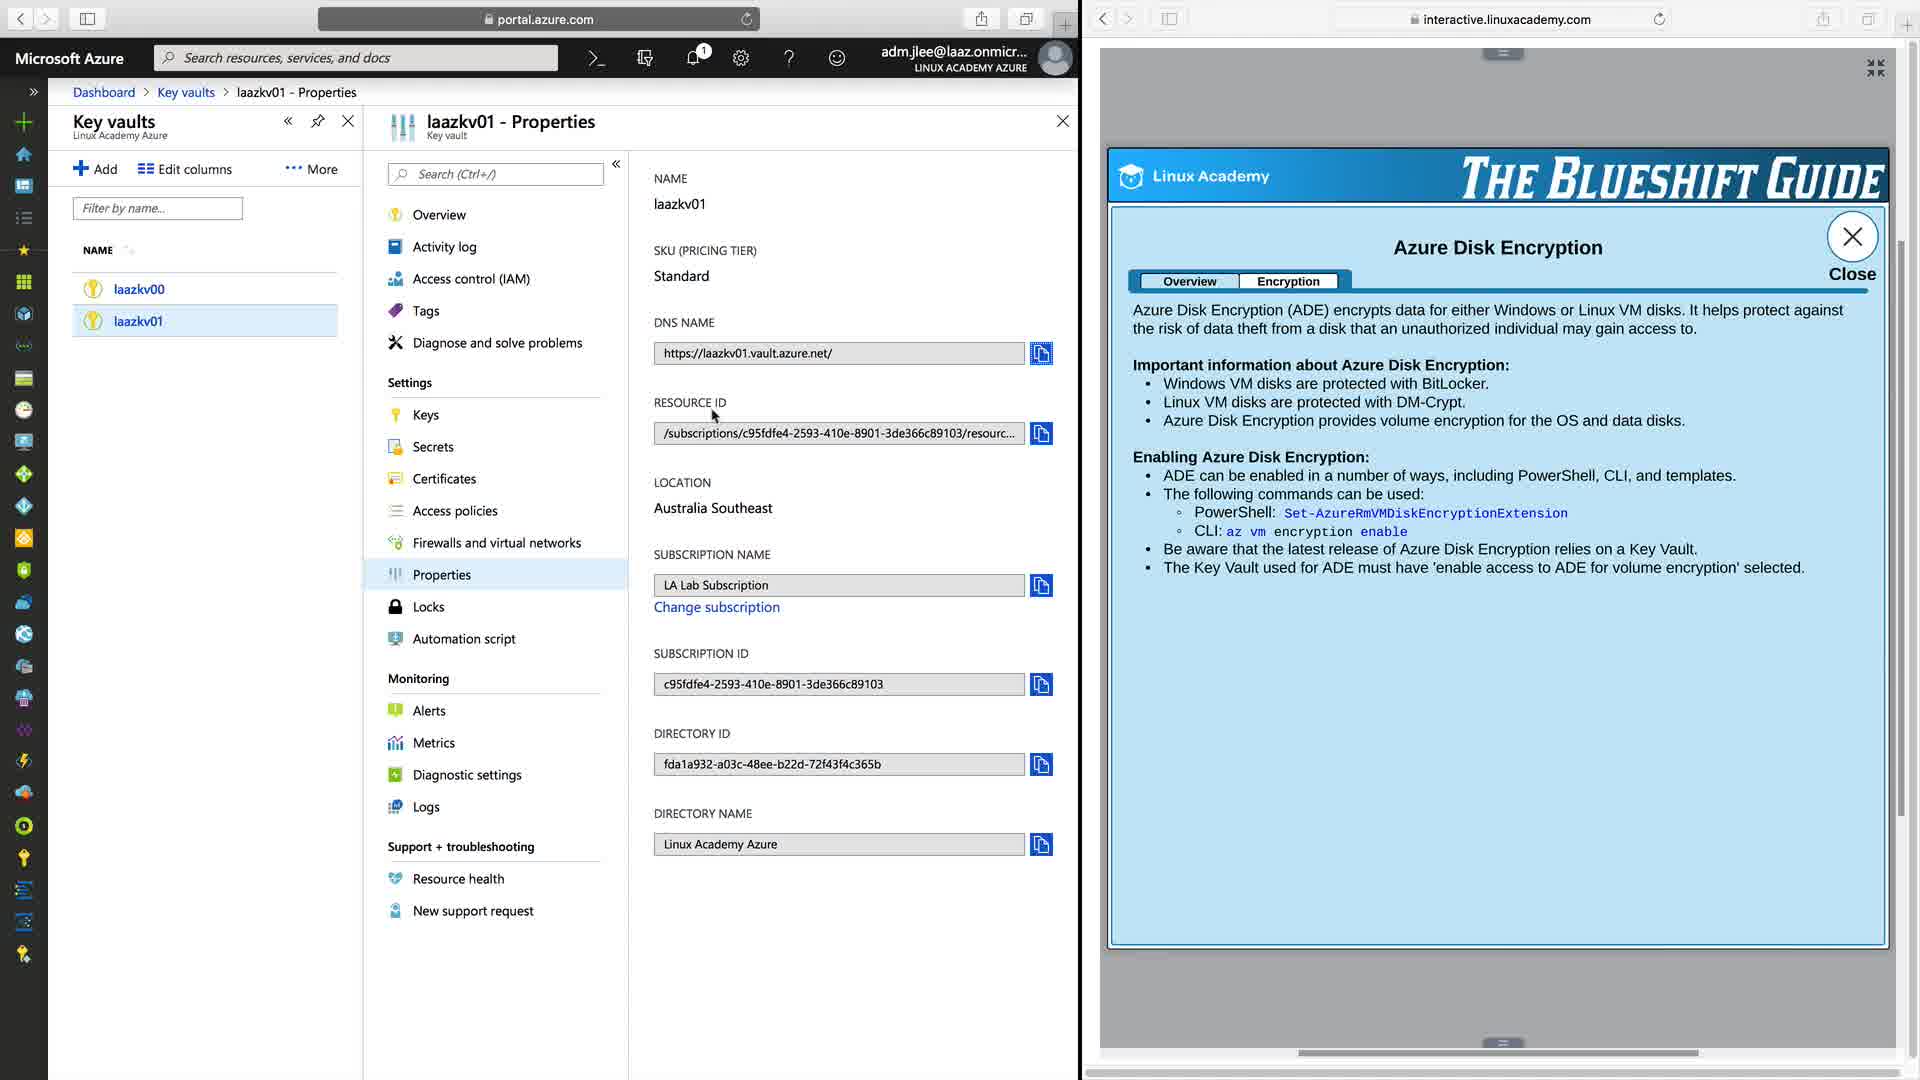 portal.azure.com
Microsoft Azure
Search resources, services, and docs
1
adm.jlee@laaz.onmicr...
LINUX ACADEMY AZURE
Dashboard > Key vaults > laazkv01 - Properties
Key vaults
Linux Academy Azure
Add
Edit columns
More
Filter by name...
NAME
laazkv00
laazkv01
laazkv01 - Properties
Key vault
Search (Ctrl+/)
Overview
Activity log
Access control (IAM)
Tags
Diagnose and solve problems
Settings
Keys
Secrets
Certificates
Access policies
Firewalls and virtual networks
Properties
Locks
Automation script
Monitoring
Alerts
Metrics
Diagnostic settings
Logs
Support + troubleshooting
Resource health
New support request
NAME
laazkv01
SKU (PRICING TIER)
Standard
DNS NAME
https://laazkv01.vault.azure.net/
RESOURCE ID
/subscriptions/c95fdfe4-2593-410e-8901-3de366c89103/resourc...
LOCATION
Australia Southeast
SUBSCRIPTION NAME
LA Lab Subscription
Change subscription
SUBSCRIPTION ID
c95fdfe4-2593-410e-8901-3de366c89103
DIRECTORY ID
fda1a932-a03c-48ee-b22d-72f43f4c365b
DIRECTORY NAME
Linux Academy Azure
interactive.linuxacademy.com
Linux Academy
THE BLUESHIFT GUIDE
Azure Disk Encryption
Close
Overview
Encryption
Azure Disk Encryption (ADE) encrypts data for either Windows or Linux VM disks. It helps protect against
the risk of data theft from a disk that an unauthorized individual may gain access to.
Important information about Azure Disk Encryption:
• Windows VM disks are protected with BitLocker.
• Linux VM disks are protected with DM-Crypt.
• Azure Disk Encryption provides volume encryption for the OS and data disks.
Enabling Azure Disk Encryption:
• ADE can be enabled in a number of ways, including PowerShell, CLI, and templates.
• The following commands can be used:
◦ PowerShell: Set-AzureRmVMDiskEncryptionExtension
◦ CLI: az vm encryption enable
• Be aware that the latest release of Azure Disk Encryption relies on a Key Vault.
• The Key Vault used for ADE must have 'enable access to ADE for volume encryption' selected.